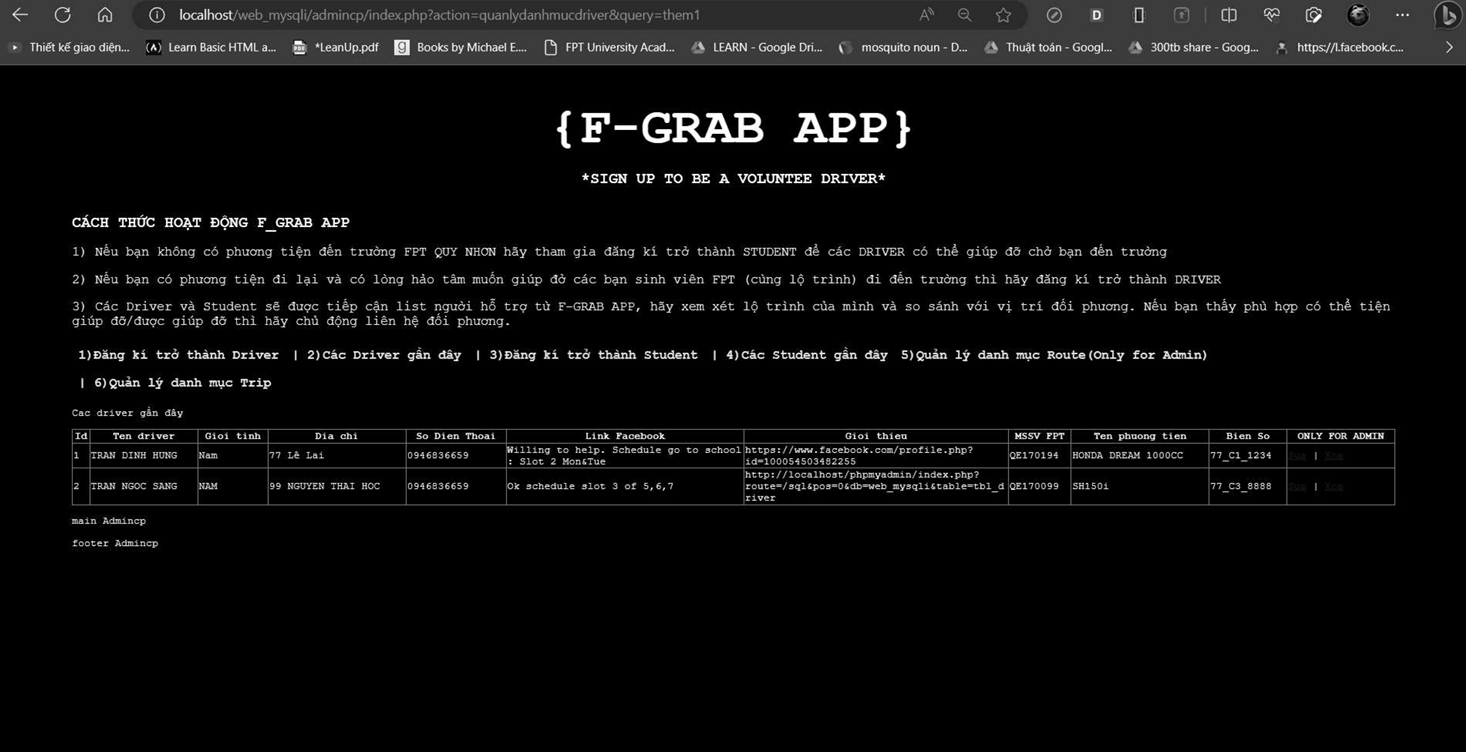 localhost/web_mysqli/admincp/index.php?action=quanlydanhmucdriver&query=them1
Thiết kế giao diện... Learn Basic HTML a... *LeanUp.pdf Books by Michael E.... FPT University Acad... LEARN - Google Dri... mosquito noun - D... Thuật toán - Googl... 300tb share - Goog... https://l.facebook.c...
{F-GRAB APP}
*SIGN UP TO BE A VOLUNTEE DRIVER*
CÁCH THỨC HOẠT ĐỘNG F_GRAB APP
1) Nếu bạn không có phương tiện đến trường FPT QUY NHƠN hãy tham gia đăng kí trở thành STUDENT để các DRIVER có thể giúp đỡ chở bạn đến trường
2) Nếu bạn có phương tiện đi lại và có lòng hảo tâm muốn giúp đở các bạn sinh viên FPT (cùng lộ trình) đi đến trường thì hãy đăng kí trở thành DRIVER
3) Các Driver và Student sẽ được tiếp cận list người hỗ trợ từ F-GRAB APP, hãy xem xét lộ trình của mình và so sánh với vị trí đối phương. Nếu bạn thấy phù hợp có thể tiện
giúp đỡ/được giúp đỡ thì hãy chủ động liên hệ đối phương.
1)Đăng kí trở thành Driver | 2)Các Driver gần đây | 3)Đăng kí trở thành Student | 4)Các Student gần đây 5)Quản lý danh mục Route(Only for Admin)
| 6)Quản lý danh mục Trip
Cac driver gần đây
Id Ten driver Gioi tinh Dia chi So Dien Thoai Link Facebook Gioi thieu MSSV FPT Ten phuong tien Bien So ONLY FOR ADMIN
1 TRAN DINH HUNG Nam 77 Lê Lai 0946836659 Willing to help. Schedule go to school
: Slot 2 Mon&Tue https://www.facebook.com/profile.php?
id=100054503482255 QE170194 HONDA DREAM 1000CC 77_C1_1234 Sua | Xoa
2 TRAN NGOC SANG NAM 99 NGUYEN THAI HOC 0946836659 Ok schedule slot 3 of 5,6,7 http://localhost/phpmyadmin/index.php?
route=/sql&pos=0&db=web_mysqli&table=tbl_d
river QE170099 SH150i 77_C3_8888 Sua | Xoa
main Admincp
footer Admincp